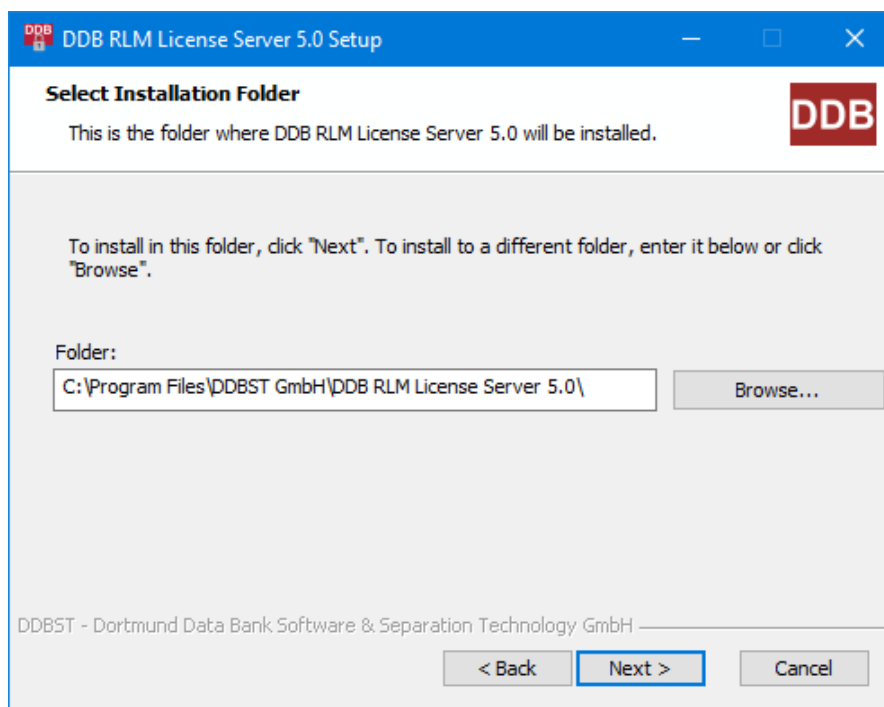 DDB
DDB RLM License Server 5.0 Setup
Select Installation Folder
This is the folder where DDB RLM License Server 5.0 will be installed.
DDB
To install in this folder, click "Next". To install to a different folder, enter it below or click
"Browse".
Folder:
C:\Program Files\DDBST GmbH\DDB RLM License Server 5.0\
Browse...
DDBST - Dortmund Data Bank Software & Separation Technology GmbH
< Back
Next >
Cancel